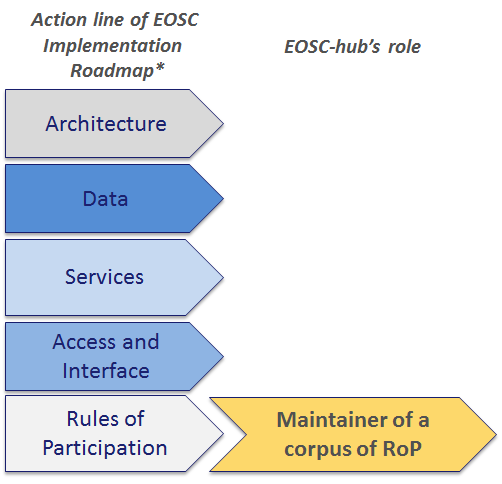 Action line of EOSC
Implementation
Roadmap*
EOSC-hub's role
Architecture
Data
Services
Access and
Interface
Rules of
Participation
Maintainer of a
corpus of RoP